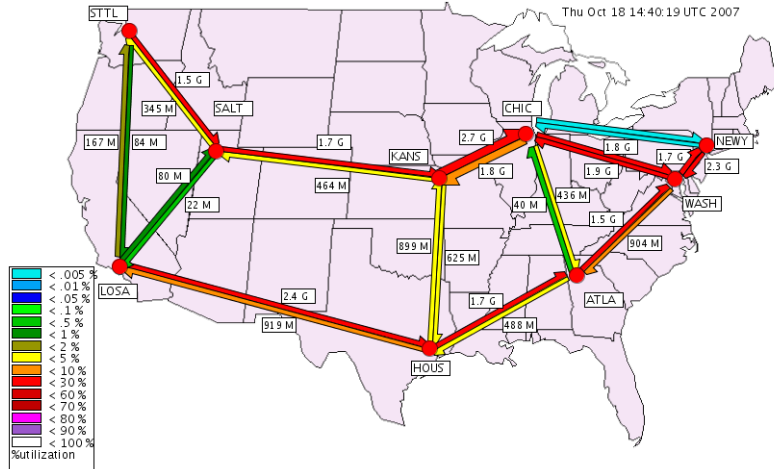 Thu Oct 18 14:40:19 UTC 2007
STTL
1.5 G
345 M
SALT
CHIC
167 M
84 M
1.7 G
2.7 G
1.8 G
NEWY
KANS
1.7 G
2.3 G
80 M
464 M
1.8 G
1.9 G
WASH
22 M
40 M
436 M
1.5 G
899 M
625 M
904 M
LOSA
2.4 G
919 M
1.7 G
488 M
ATLA
HOUS
< .005 %
< .01 %
< .05 %
< .1 %
< .5 %
< 1 %
< 2 %
< 5 %
< 10 %
< 30 %
< 60 %
< 70 %
< 80 %
< 90 %
< 100 %
%utilization